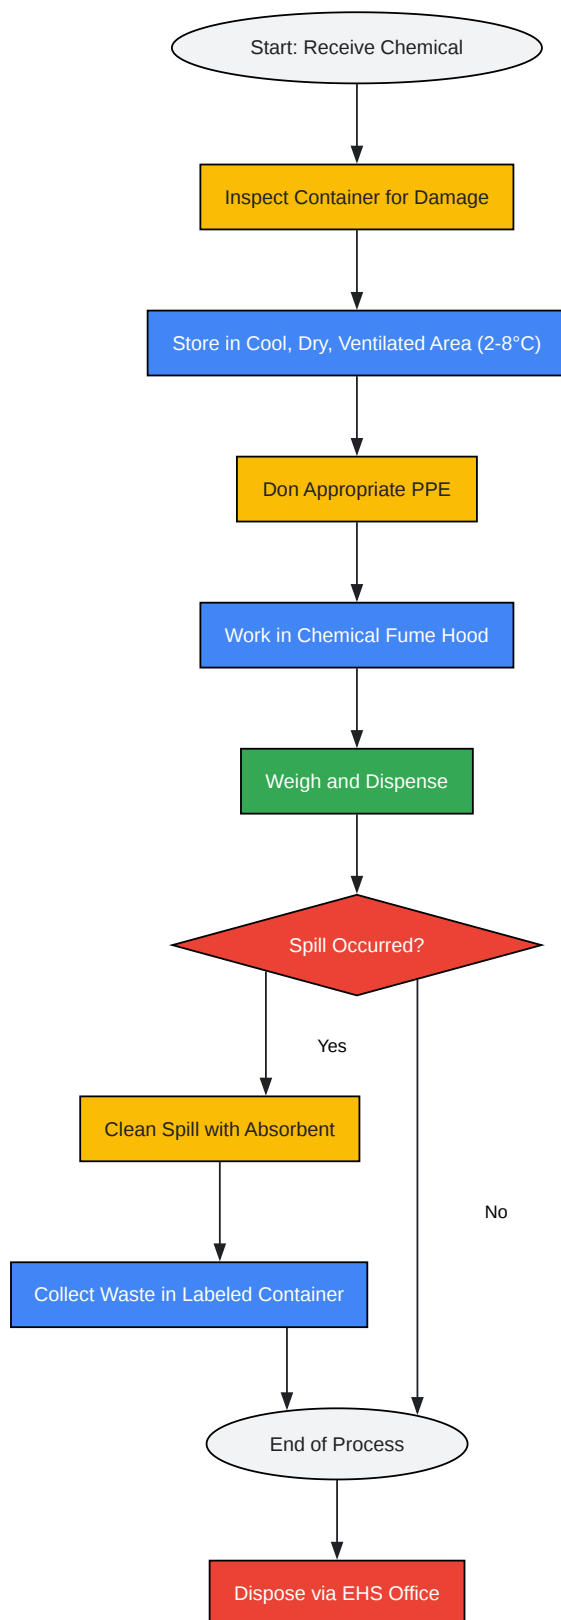 Start: Receive Chemical
Inspect Container for Damage
Store in Cool, Dry, Ventilated Area (2-8°C)
Don Appropriate PPE
Work in Chemical Fume Hood
Weigh and Dispense
Spill Occurred?
Yes
Clean Spill with Absorbent
No
Collect Waste in Labeled Container
End of Process
Dispose via EHS Office